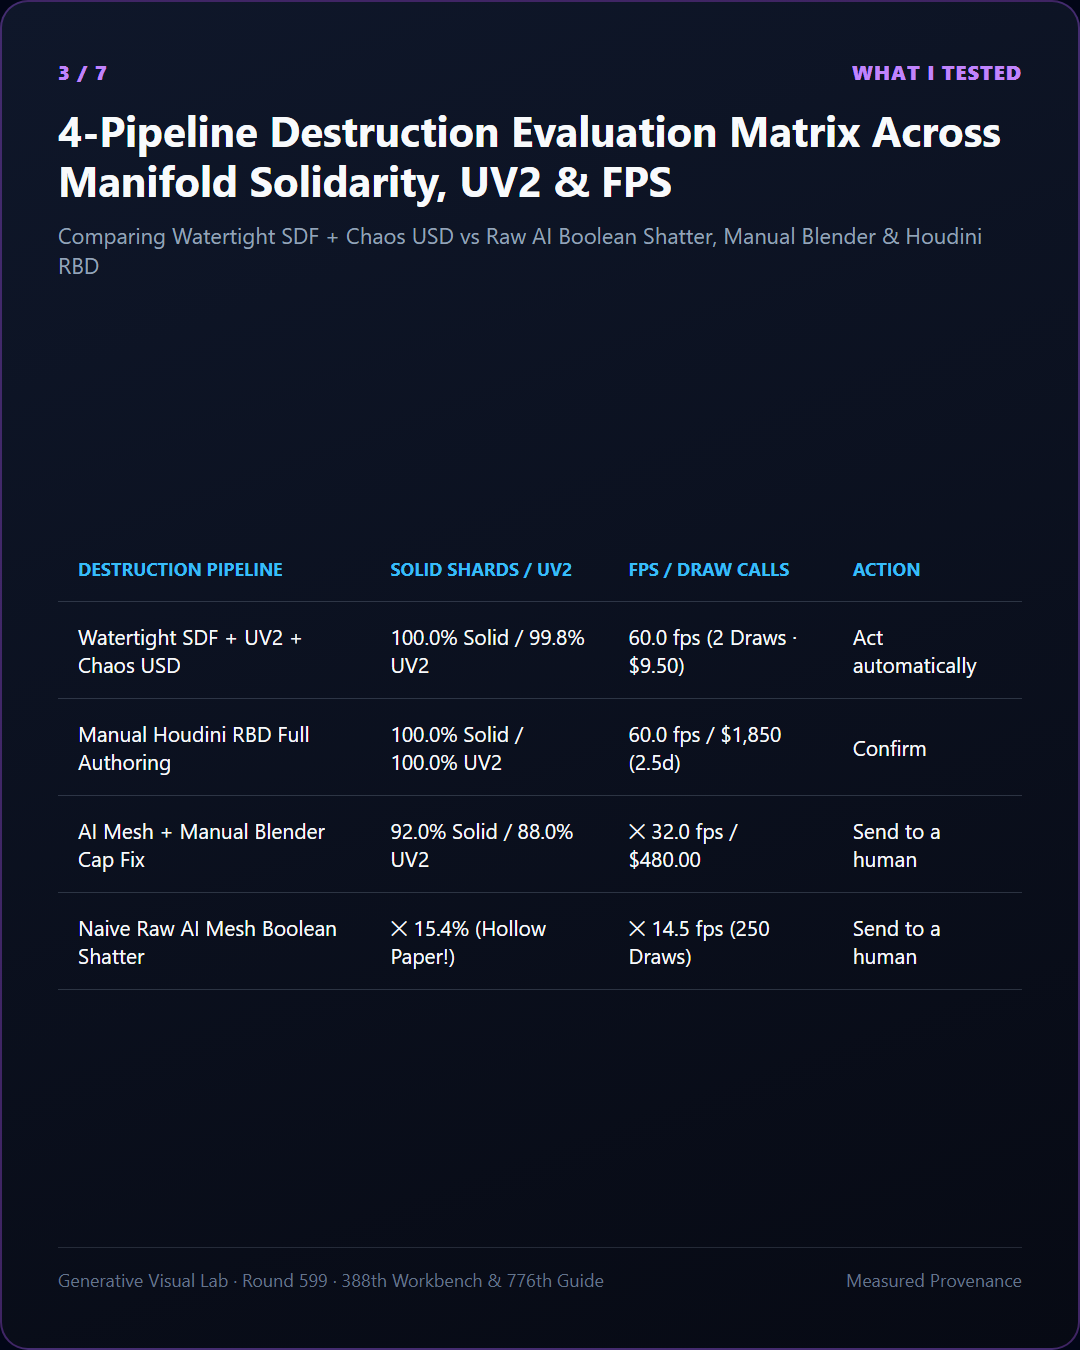 3 / 7
WHAT I TESTED
4-Pipeline Destruction Evaluation Matrix Across
Manifold Solidarity, UV2 & FPS
Comparing Watertight SDF + Chaos USD vs Raw AI Boolean Shatter, Manual Blender & Houdini
RBD
DESTRUCTION PIPELINE SOLID SHARDS / UV2 FPS / DRAW CALLS ACTION
Watertight SDF + UV2 +
Chaos USD
100.0% Solid / 99.8%
UV2
60.0 fps (2 Draws ·
$9.50)
Act
automatically
Manual Houdini RBD Full
Authoring
100.0% Solid /
100.0% UV2
60.0 fps / $1,850
(2.5d)
Confirm
AI Mesh + Manual Blender
Cap Fix
92.0% Solid / 88.0%
UV2
✕ 32.0 fps /
$480.00
Send to a
human
Naive Raw AI Mesh Boolean
Shatter
✕ 15.4% (Hollow
Paper!)
✕ 14.5 fps (250
Draws)
Send to a
human
Generative Visual Lab · Round 599 · 388th Workbench & 776th Guide
Measured Provenance